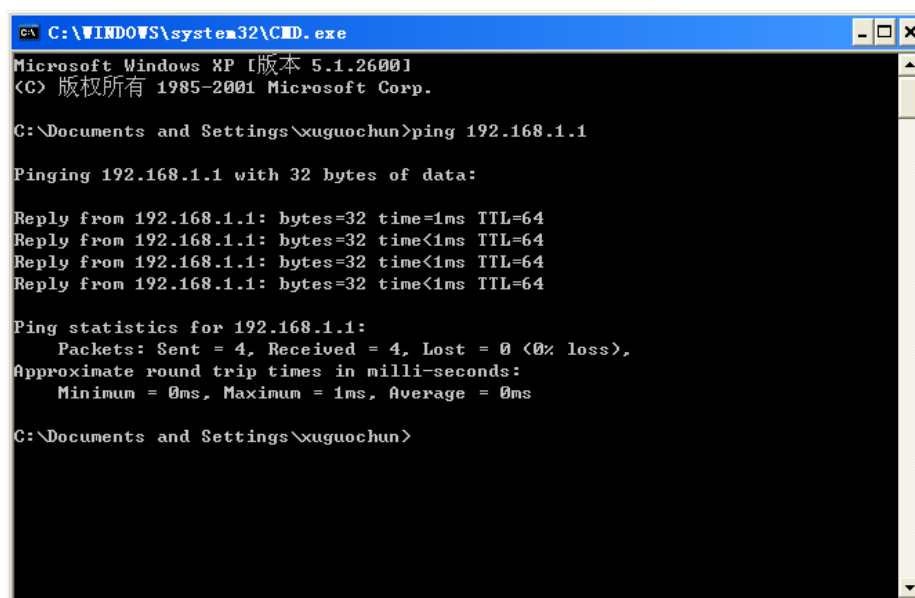 C:\WINDOWS\system32\CMD.exe
Microsoft Windows XP [版本 5.1.2600]
(C) 版权所有 1985-2001 Microsoft Corp.
C:\Documents and Settings\xuguochun>ping 192.168.1.1
Pinging 192.168.1.1 with 32 bytes of data:
Reply from 192.168.1.1: bytes=32 time=1ms TTL=64
Reply from 192.168.1.1: bytes=32 time<1ms TTL=64
Reply from 192.168.1.1: bytes=32 time<1ms TTL=64
Reply from 192.168.1.1: bytes=32 time<1ms TTL=64
Ping statistics for 192.168.1.1:
    Packets: Sent = 4, Received = 4, Lost = 0 (0% loss),
Approximate round trip times in milli-seconds:
    Minimum = 0ms, Maximum = 1ms, Average = 0ms
C:\Documents and Settings\xuguochun>